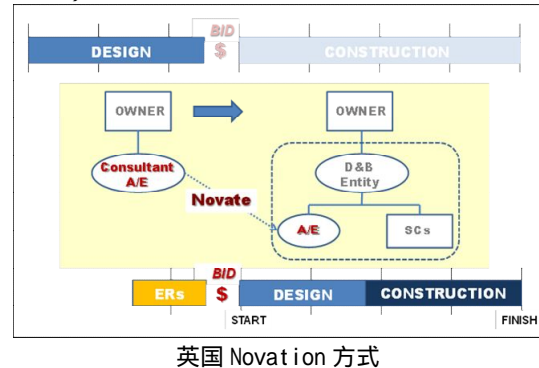 BID
DESIGN $ CONSTRUCTION
OWNER OWNER
Consultant
A/E
D&B
Entity
Novate
A/E SCs
BID
ERs $ DESIGN CONSTRUCTION
START FINISH
英国 Novation 方式